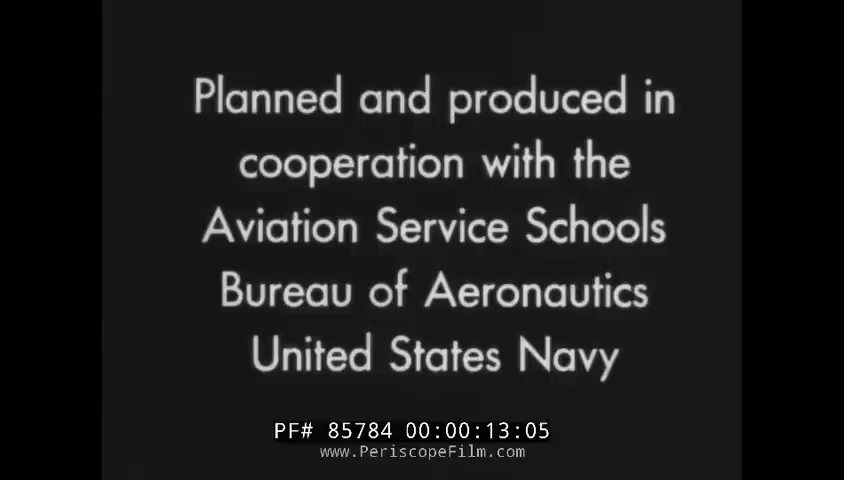 Planned and produced in
cooperation with the
Aviation Service Schools
Bureau of Aeronautics
United States Navy
PF# 85784 00:00:13:05
www.PeriscopeFilm.com